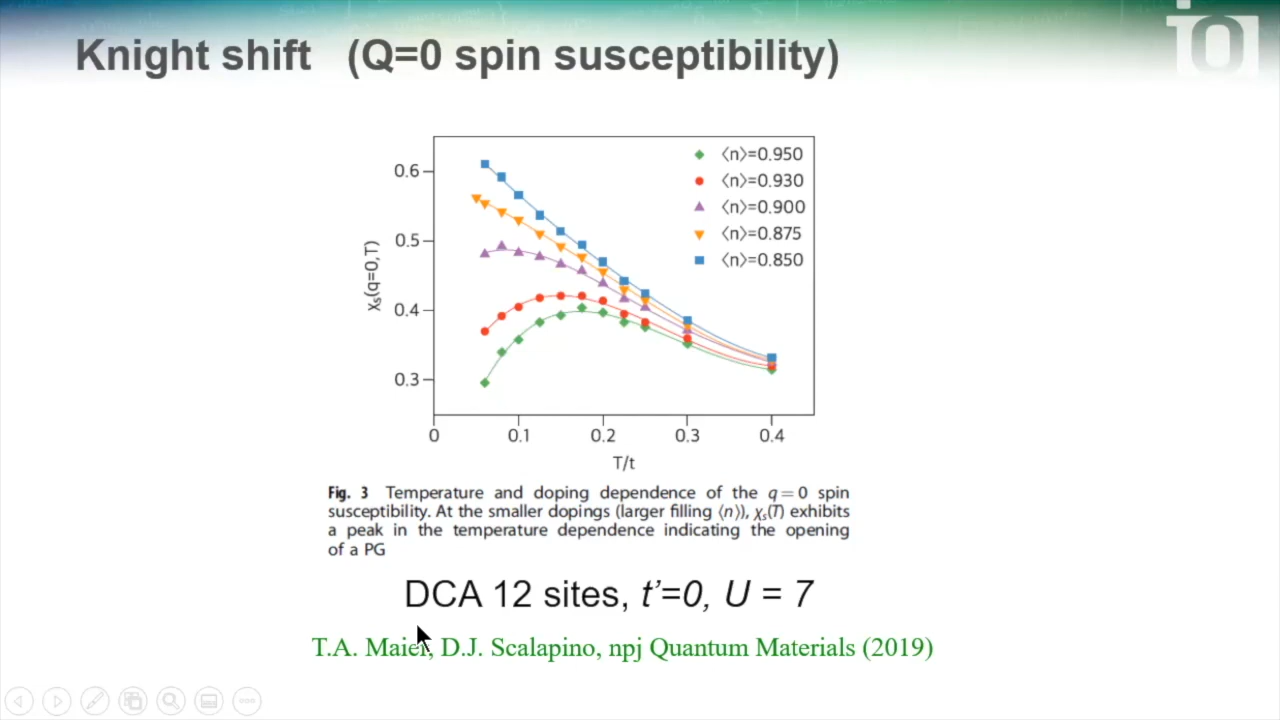 Knight shift (Q=0 spin susceptibility)
⟨n⟩=0.950
⟨n⟩=0.930
⟨n⟩=0.900
⟨n⟩=0.875
⟨n⟩=0.850
0.6
0.5
0.4
0.3
χs(q=0,T)
0 0.1 0.2 0.3 0.4
T/t
Fig. 3 Temperature and doping dependence of the q = 0 spin
susceptibility. At the smaller dopings (larger filling ⟨n⟩), χs(T) exhibits
a peak in the temperature dependence indicating the opening
of a PG
DCA 12 sites, t’=0, U = 7
T.A. Maier, D.J. Scalapino, npj Quantum Materials (2019)